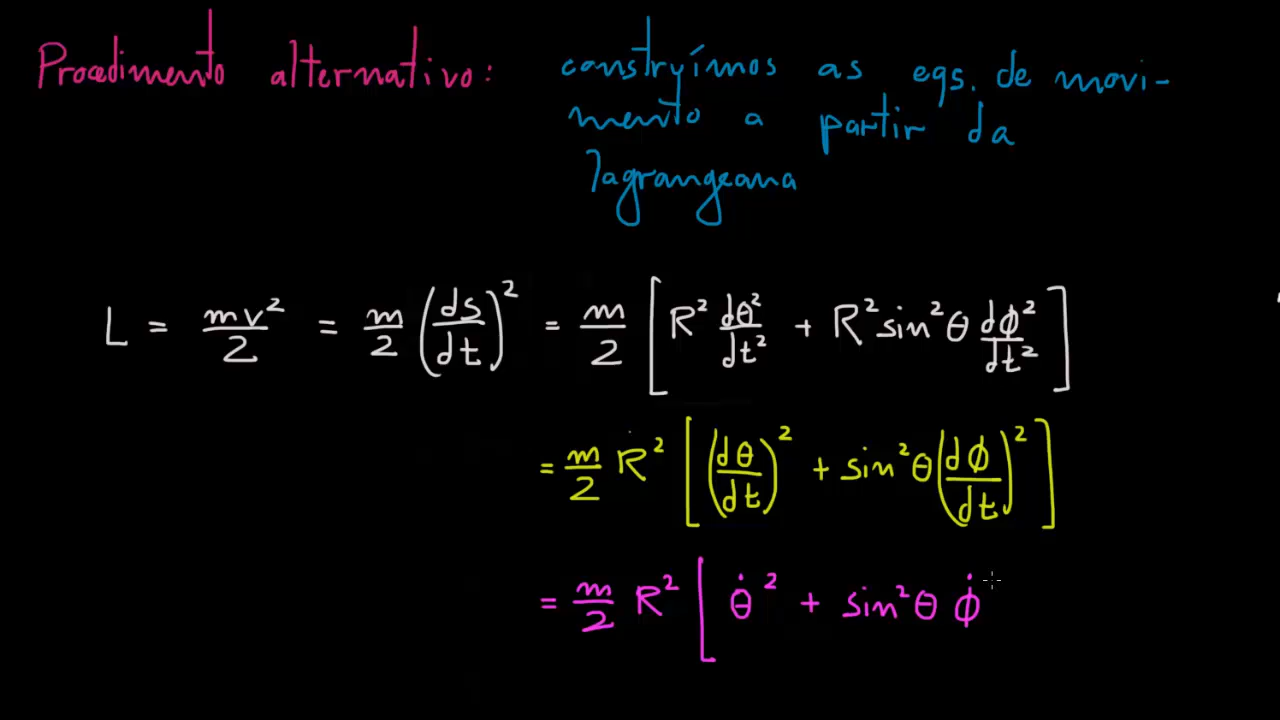 Procedimento alternativo: construímos as eqs. de movi-
mento a partir da
lagrangeana
L = mv²/2 = m/2 (ds/dt)² = m/2 [R² dθ²/dt² + R² sin²θ dϕ²/dt²]
= m/2 R² [(dθ/dt)² + sin²θ (dϕ/dt)²]
= m/2 R² [θ̇² + sin²θ ϕ̇